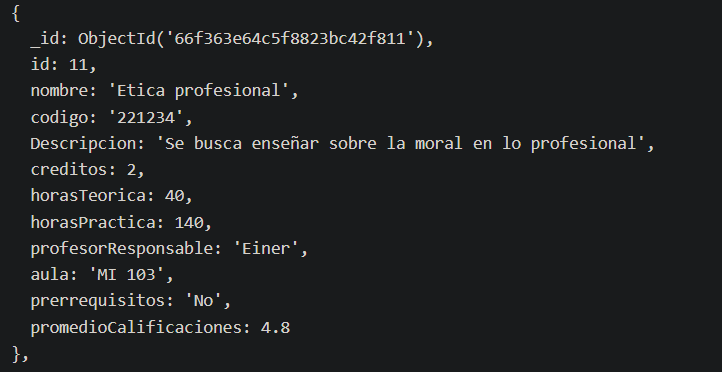 {
  _id: ObjectId('66f363e64c5f8823bc42f811'),
  id: 11,
  nombre: 'Etica profesional',
  codigo: '221234',
  Descripcion: 'Se busca enseñar sobre la moral en lo profesional',
  creditos: 2,
  horasTeorica: 40,
  horasPractica: 140,
  profesorResponsable: 'Einer',
  aula: 'MI 103',
  prerrequisitos: 'No',
  promedioCalificaciones: 4.8
},